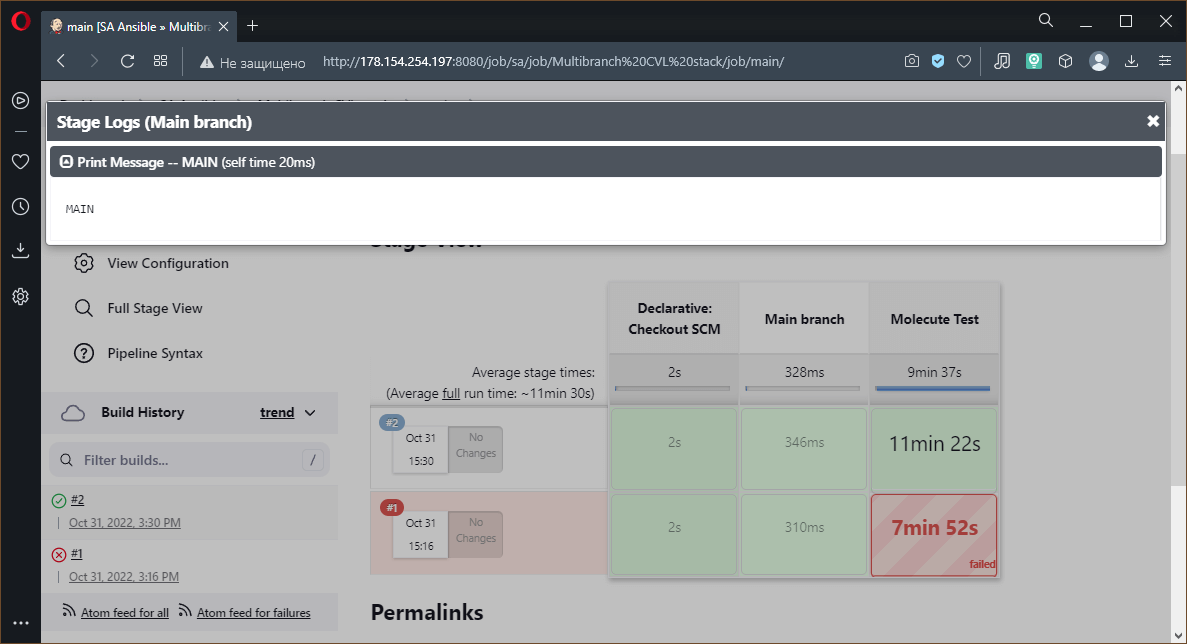 main [SA Ansible » Multibra
Не защищено
http://178.154.254.197:8080/job/sa/job/Multibranch%20CVL%20stack/job/main/
Stage Logs (Main branch)
Print Message -- MAIN (self time 20ms)
MAIN
Stage View
View Configuration
Full Stage View
Pipeline Syntax
Declarative:
Checkout SCM
Main branch
Molecute Test
Average stage times:
(Average full run time: ~11min 30s)
2s
328ms
9min 37s
Build History
trend
Filter builds...
/
#2
Oct 31
15:30
No
Changes
2s
346ms
11min 22s
#1
Oct 31
15:16
No
Changes
2s
310ms
7min 52s
failed
#2
Oct 31, 2022, 3:30 PM
#1
Oct 31, 2022, 3:16 PM
Atom feed for all
Atom feed for failures
Permalinks